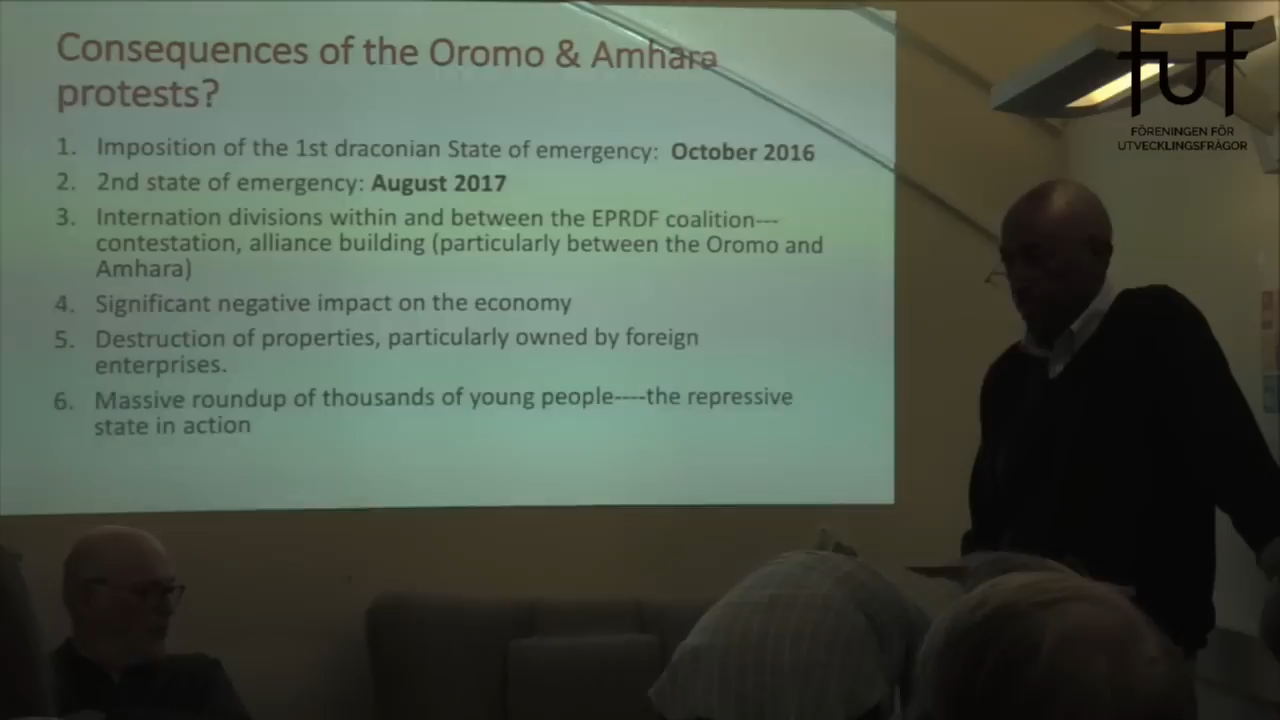 Consequences of the Oromo & Amhara
protests?
1. Imposition of the 1st draconian State of emergency: October 2016
2. 2nd state of emergency: August 2017
3. Internation divisions within and between the EPRDF coalition---
contestation, alliance building (particularly between the Oromo and
Amhara)
4. Significant negative impact on the economy
5. Destruction of properties, particularly owned by foreign
enterprises.
6. Massive roundup of thousands of young people----the repressive
state in action
FUF
FÖRENINGEN FÖR
UTVECKLINGSFRÅGOR